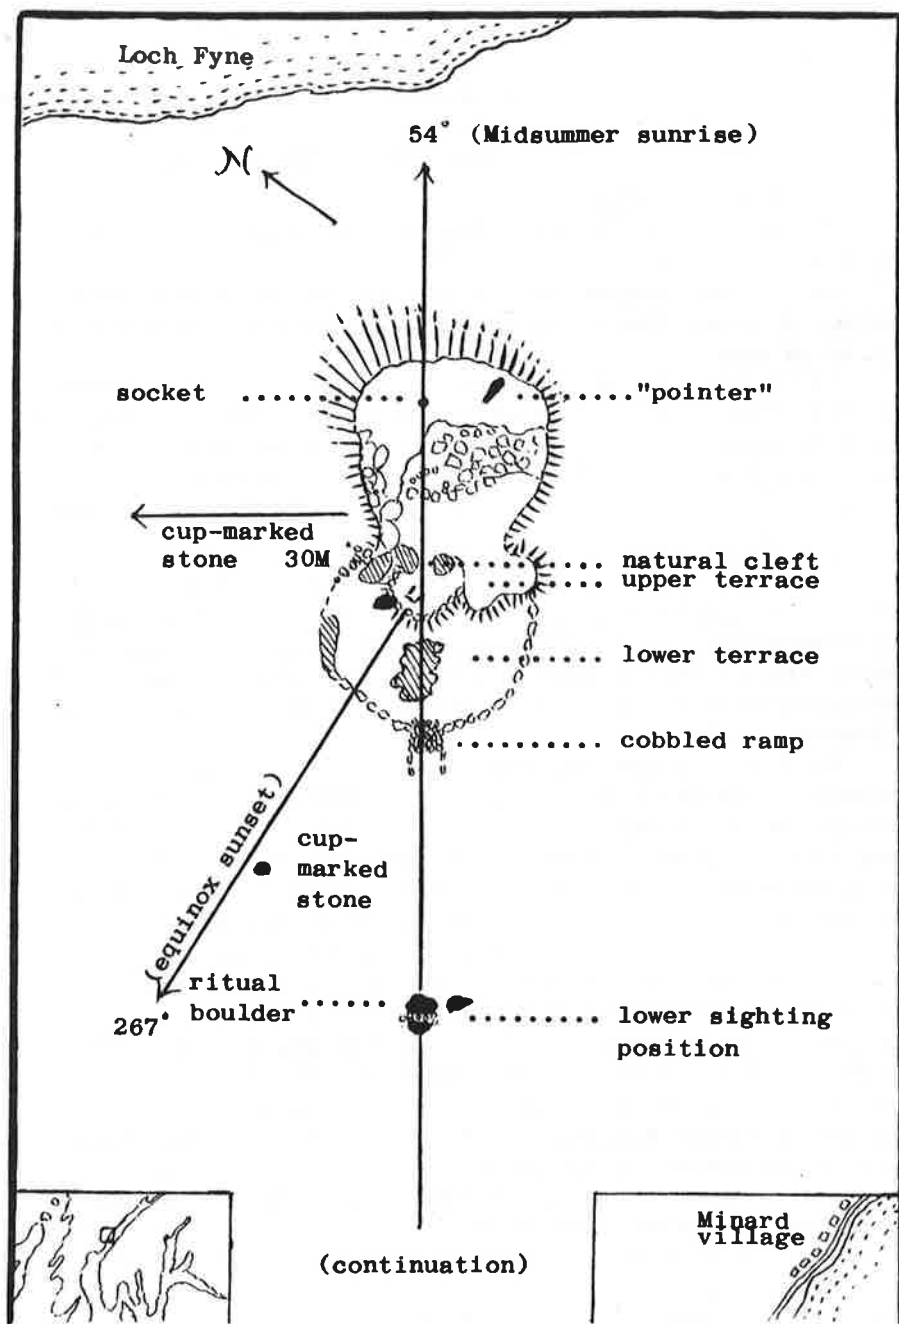 Loch Fyne
54° (Midsummer sunrise)
N
socket
"pointer"
cup-marked
stone 30M
natural cleft
upper terrace
lower terrace
cobbled ramp
(equinox sunset)
cup-
marked
stone
ritual
boulder
267°
lower sighting
position
Minard
village
(continuation)